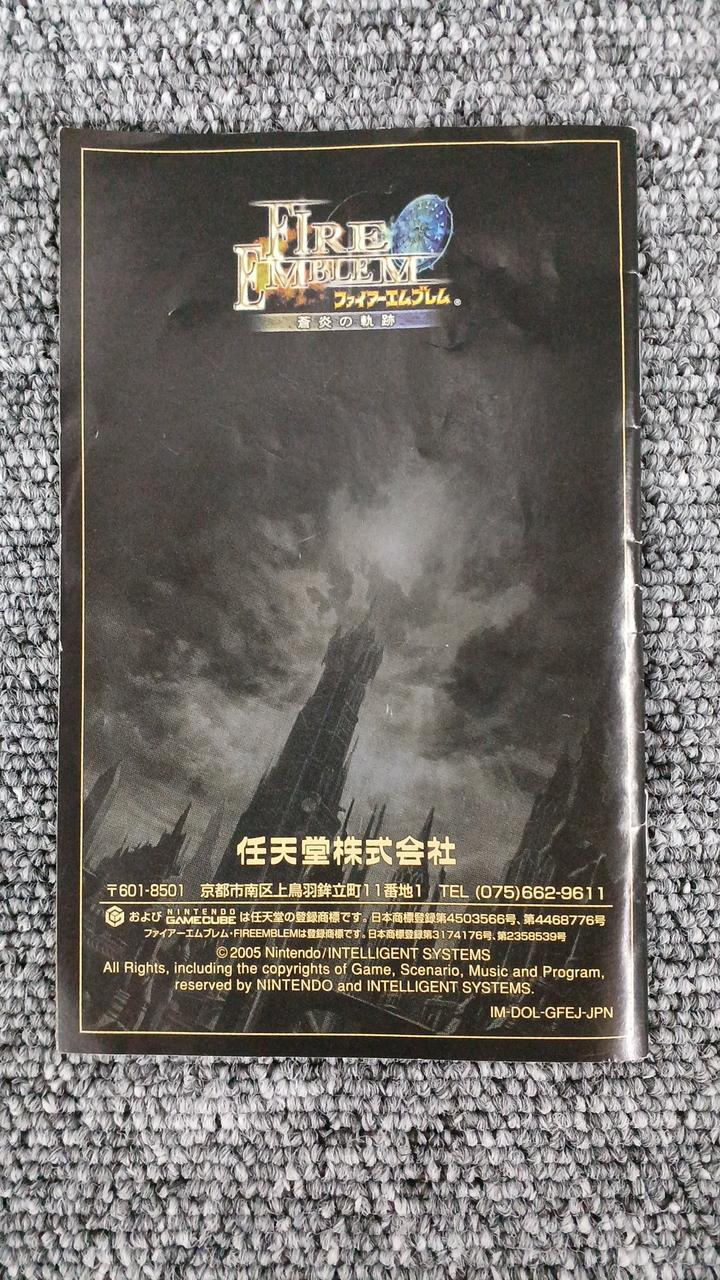 FIRE
EMBLEM
ファイアーエムブレム®
蒼炎の軌跡
任天堂株式会社
〒601-8501 京都市南区上鳥羽鉾立町11番地1 TEL (075)662-9611
および NINTENDO GAMECUBE は任天堂の登録商標です。日本商標登録第4503566号、第4468776号
ファイアーエムブレム・FIREEMBLEMは登録商標です。日本商標登録第3174176号、第2358539号
©2005 Nintendo/INTELLIGENT SYSTEMS
All Rights, including the copyrights of Game, Scenario, Music and Program,
reserved by NINTENDO and INTELLIGENT SYSTEMS.
IM-DOL-GFEJ-JPN